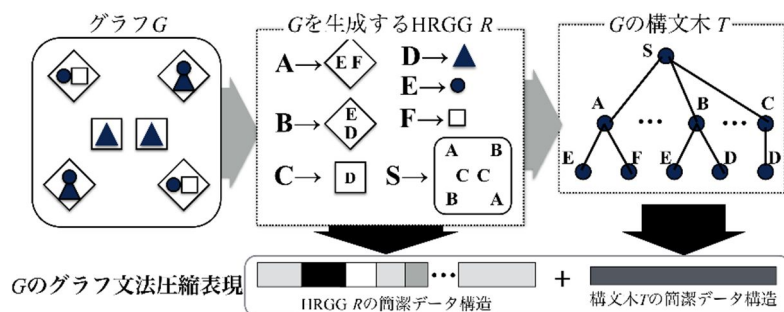 グラフG
Gを生成するHRGG R
Gの構文木 T
A→ E F
D→
E→
B→ E D
F→
C→ D
S→ A B C C B A
S
A ... B ... C
E F E D D
Gのグラフ文法圧縮表現
... +
HRGG Rの簡潔データ構造
構文木Tの簡潔データ構造